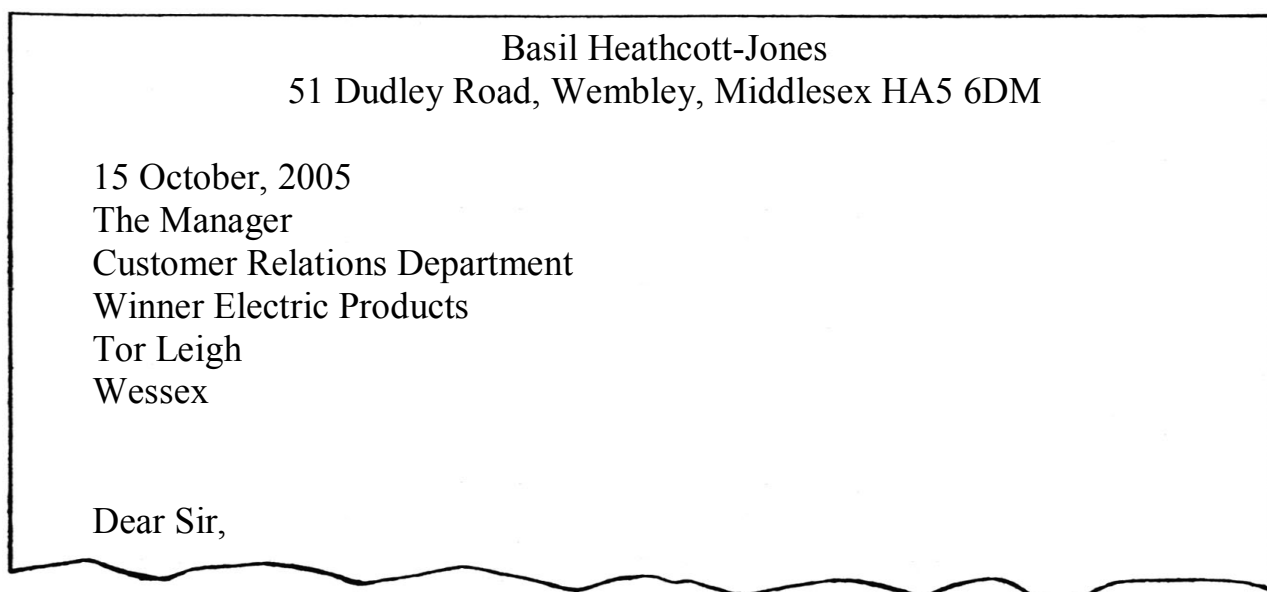 Basil Heathcott-Jones
51 Dudley Road, Wembley, Middlesex HA5 6DM
15 October, 2005
The Manager
Customer Relations Department
Winner Electric Products
Tor Leigh
Wessex
Dear Sir,